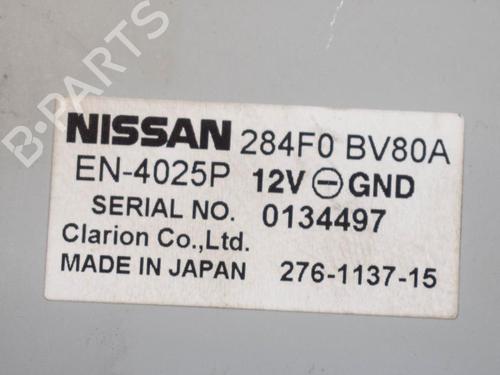 NISSAN 284F0 BV80A
EN-4025P 12V ⊖ GND
SERIAL NO. 0134497
Clarion Co.,Ltd.
MADE IN JAPAN 276-1137-15
B-PARTS